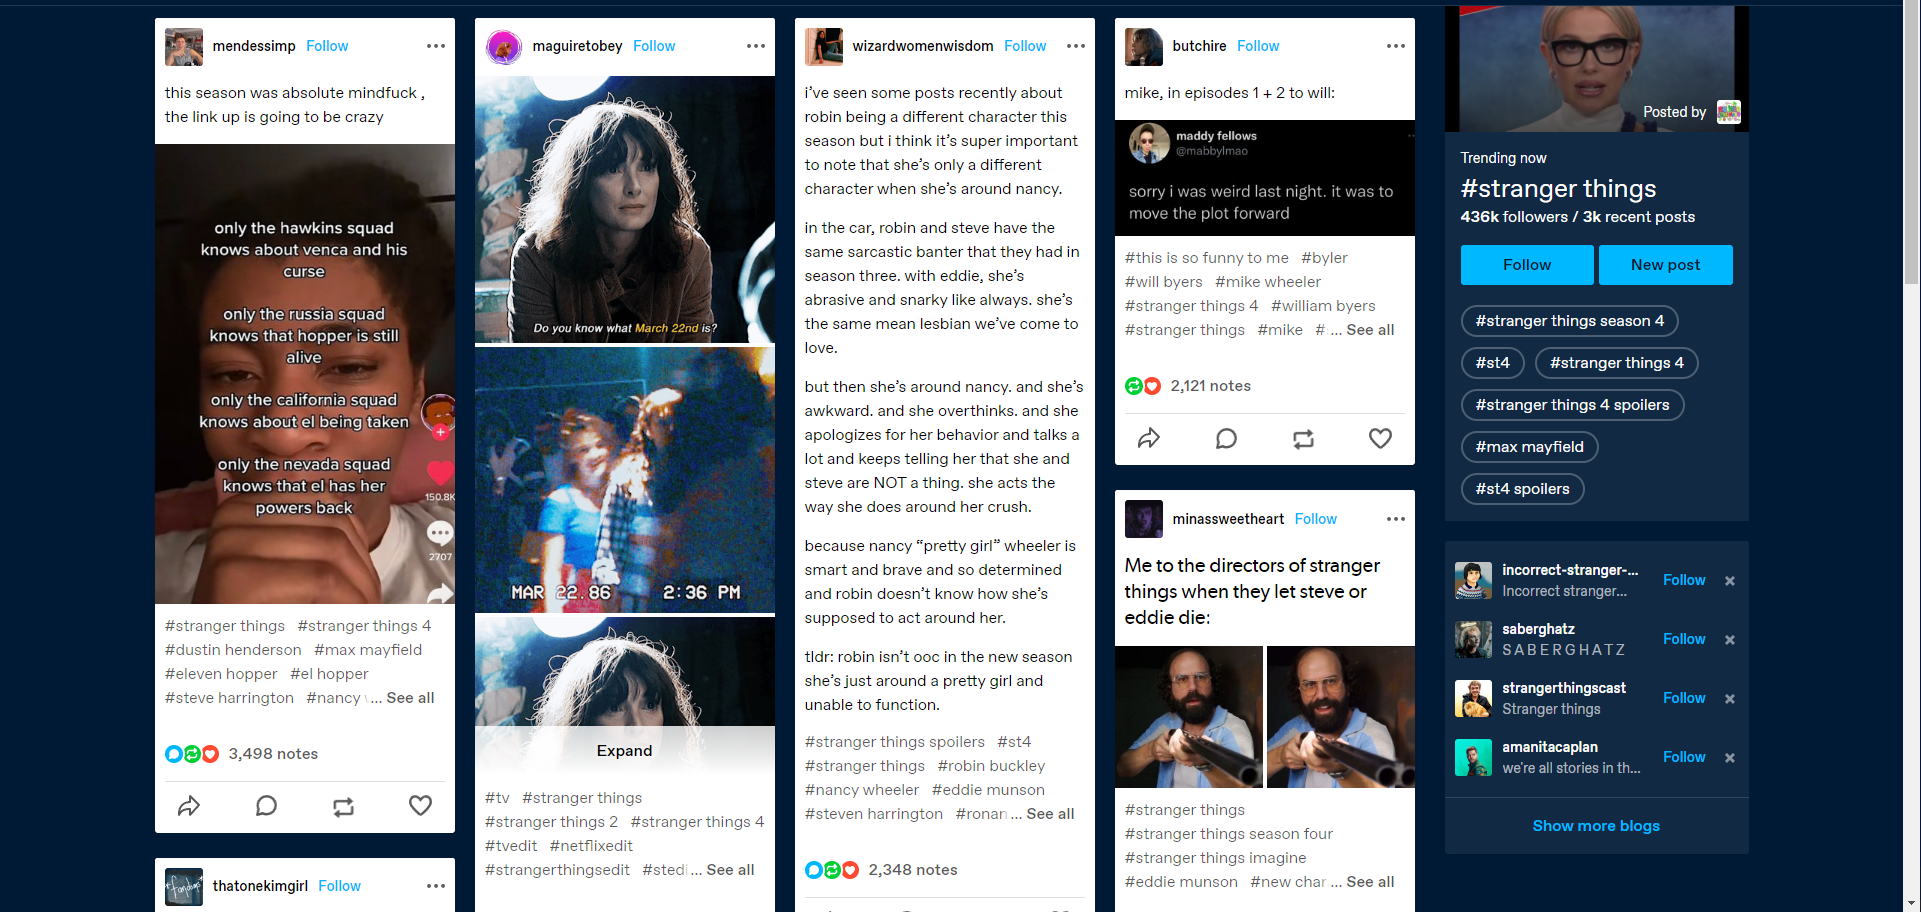 mendessimp Follow
this season was absolute mindfuck ,
the link up is going to be crazy
only the hawkins squad
knows about venca and his
curse
only the russia squad
knows that hopper is still
alive
only the california squad
knows about el being taken
only the nevada squad
knows that el has her
powers back
150.8K
2707
#stranger things #stranger things 4
#dustin henderson #max mayfield
#eleven hopper #el hopper
#steve harrington #nancy ... See all
3,498 notes
thatonekimgirl Follow
maguiretobey Follow
Do you know what March 22nd is?
MAR 22.86 2:36 PM
Expand
#tv #stranger things
#stranger things 2 #stranger things 4
#tvedit #netflixedit
#strangerthingsedit #stedi ... See all
wizardwomenwisdom Follow
i've seen some posts recently about
robin being a different character this
season but i think it's super important
to note that she's only a different
character when she's around nancy.
in the car, robin and steve have the
same sarcastic banter that they had in
season three. with eddie, she's
abrasive and snarky like always. she's
the same mean lesbian we've come to
love.
but then she's around nancy. and she's
awkward. and she overthinks. and she
apologizes for her behavior and talks a
lot and keeps telling her that she and
steve are NOT a thing. she acts the
way she does around her crush.
because nancy “pretty girl” wheeler is
smart and brave and so determined
and robin doesn't know how she's
supposed to act around her.
tldr: robin isn't ooc in the new season
she's just around a pretty girl and
unable to function.
#stranger things spoilers #st4
#stranger things #robin buckley
#nancy wheeler #eddie munson
#steven harrington #ronan ... See all
2,348 notes
butchire Follow
mike, in episodes 1 + 2 to will:
maddy fellows
@mabbylmao
sorry i was weird last night. it was to
move the plot forward
#this is so funny to me #byler
#will byers #mike wheeler
#stranger things 4 #william byers
#stranger things #mike # ... See all
2,121 notes
minassweetheart Follow
Me to the directors of stranger
things when they let steve or
eddie die:
#stranger things
#stranger things season four
#stranger things imagine
#eddie munson #new char ... See all
Posted by
Trending now
#stranger things
436k followers / 3k recent posts
Follow New post
#stranger things season 4
#st4 #stranger things 4
#stranger things 4 spoilers
#max mayfield
#st4 spoilers
incorrect-stranger-... Follow
Incorrect stranger...
saberghatz Follow
S A B E R G H A T Z
strangerthingscast Follow
Stranger things
amanitacaplan Follow
we're all stories in th...
Show more blogs